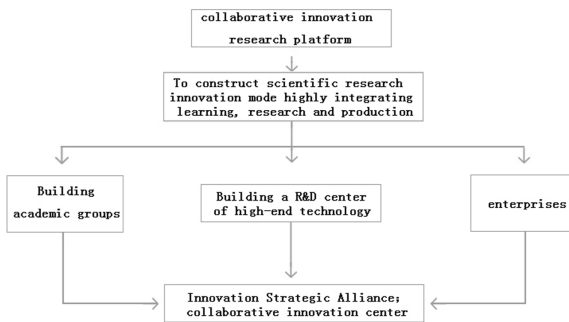 collaborative innovation
research platform
To construct scientific research
innovation mode highly integrating
learning, research and production
Building
academic groups
Building a R&D center
of high-end technology
enterprises
Innovation Strategic Alliance;
collaborative innovation center